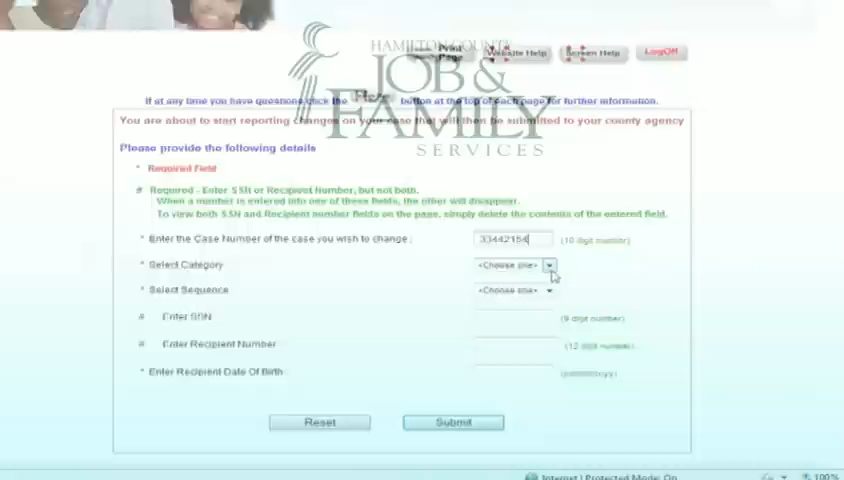 HAMILTON COUNTY
JOB &
FAMILY
SERVICES
Print
Page
Website Help
Screen Help
LogOff
If at any time you have questions click the button at the top of each page for further information.
You are about to start reporting changes on your case that will then be submitted to your county agency
Please provide the following details
* Required Field
# Required - Enter SSN or Recipient Number, but not both.
When a number is entered into one of these fields, the other will disappear.
To view both SSN and Recipient number fields on the page, simply delete the contents of the entered field.
* Enter the Case Number of the case you wish to change : 33442154 (10 digit number)
* Select Category <Choose one>
* Select Sequence <Choose one>
# Enter SSN (9 digit number)
# Enter Recipient Number (12 digit number)
* Enter Recipient Date Of Birth
Reset Submit
Internet | Protected Mode: On 100%